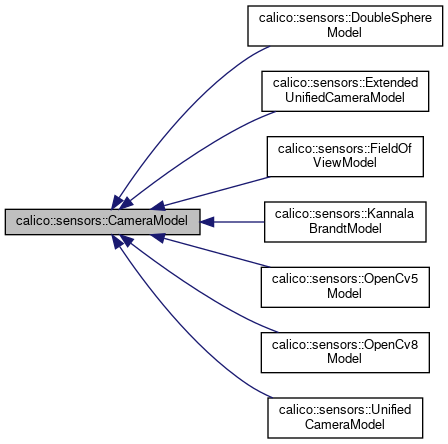 calico::sensors::DoubleSphere
Model
calico::sensors::Extended
UnifiedCameraModel
calico::sensors::FieldOf
ViewModel
calico::sensors::CameraModel
calico::sensors::Kannala
BrandtModel
calico::sensors::OpenCv5
Model
calico::sensors::OpenCv8
Model
calico::sensors::Unified
CameraModel